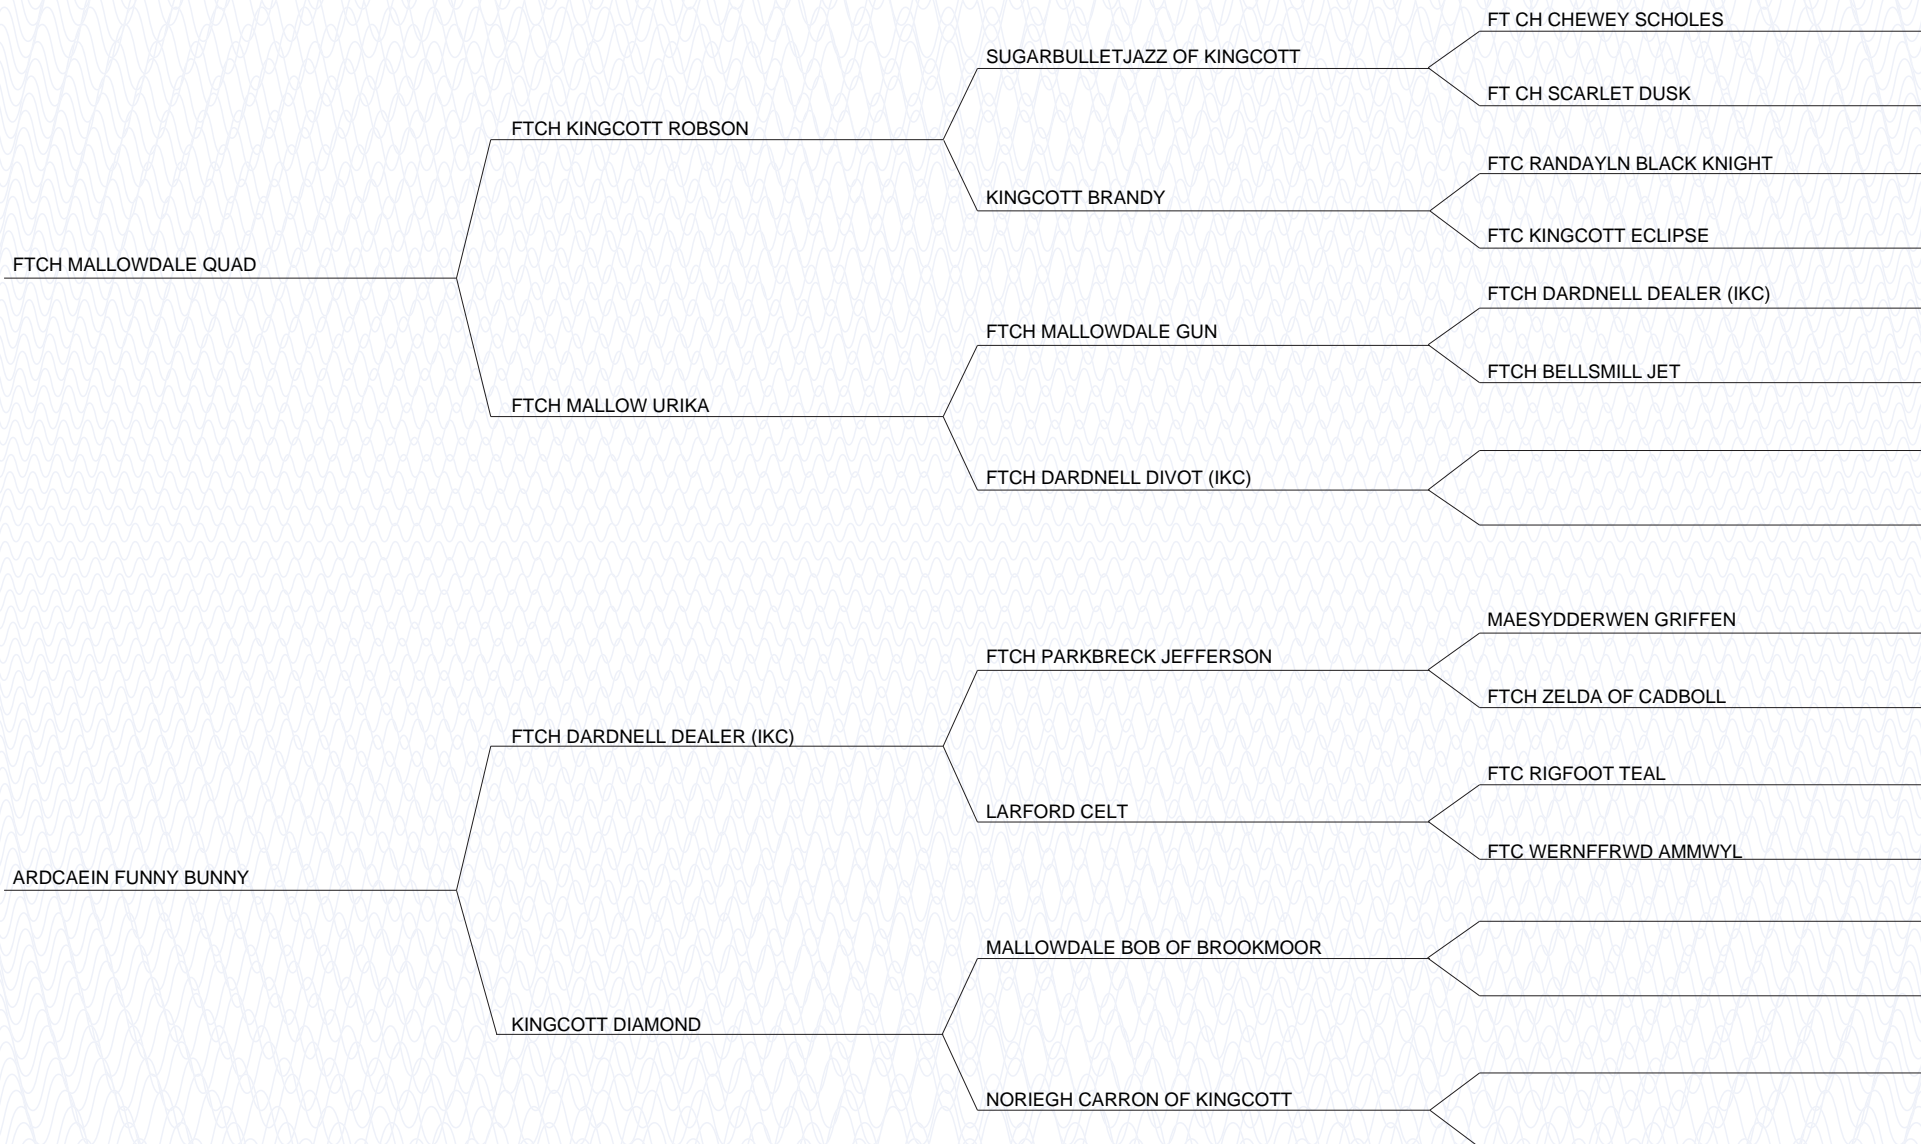 FT CH CHEWEY SCHOLES
SUGARBULLETJAZZ OF KINGCOTT
FT CH SCARLET DUSK
FTCH KINGCOTT ROBSON
FTC RANDAYLN BLACK KNIGHT
KINGCOTT BRANDY
FTC KINGCOTT ECLIPSE
FTCH MALLOWDALE QUAD
FTCH DARDNELL DEALER (IKC)
FTCH MALLOWDALE GUN
FTCH BELLSMILL JET
FTCH MALLOW URIKA
FTCH DARDNELL DIVOT (IKC)
MAESYDDERWEN GRIFFEN
FTCH PARKBRECK JEFFERSON
FTCH ZELDA OF CADBOLL
FTCH DARDNELL DEALER (IKC)
FTC RIGFOOT TEAL
LARFORD CELT
FTC WERNFFRWD AMMWYL
ARDCAEIN FUNNY BUNNY
MALLOWDALE BOB OF BROOKMOOR
KINGCOTT DIAMOND
NORIEGH CARRON OF KINGCOTT